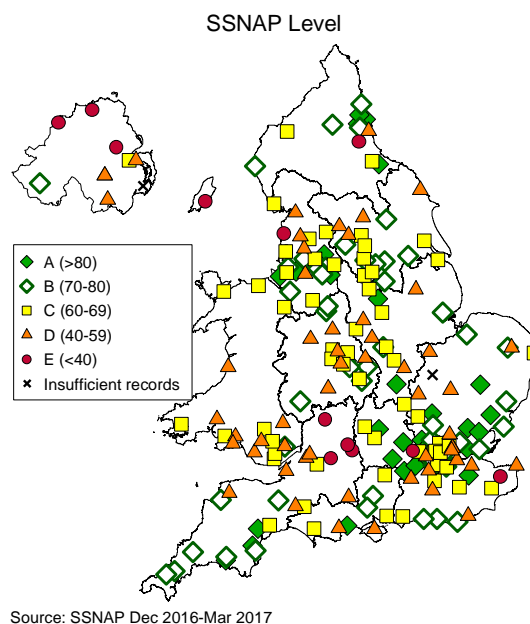 SSNAP Level
A (>80)
B (70-80)
C (60-69)
D (40-59)
E (<40)
Insufficient records
Source: SSNAP Dec 2016-Mar 2017